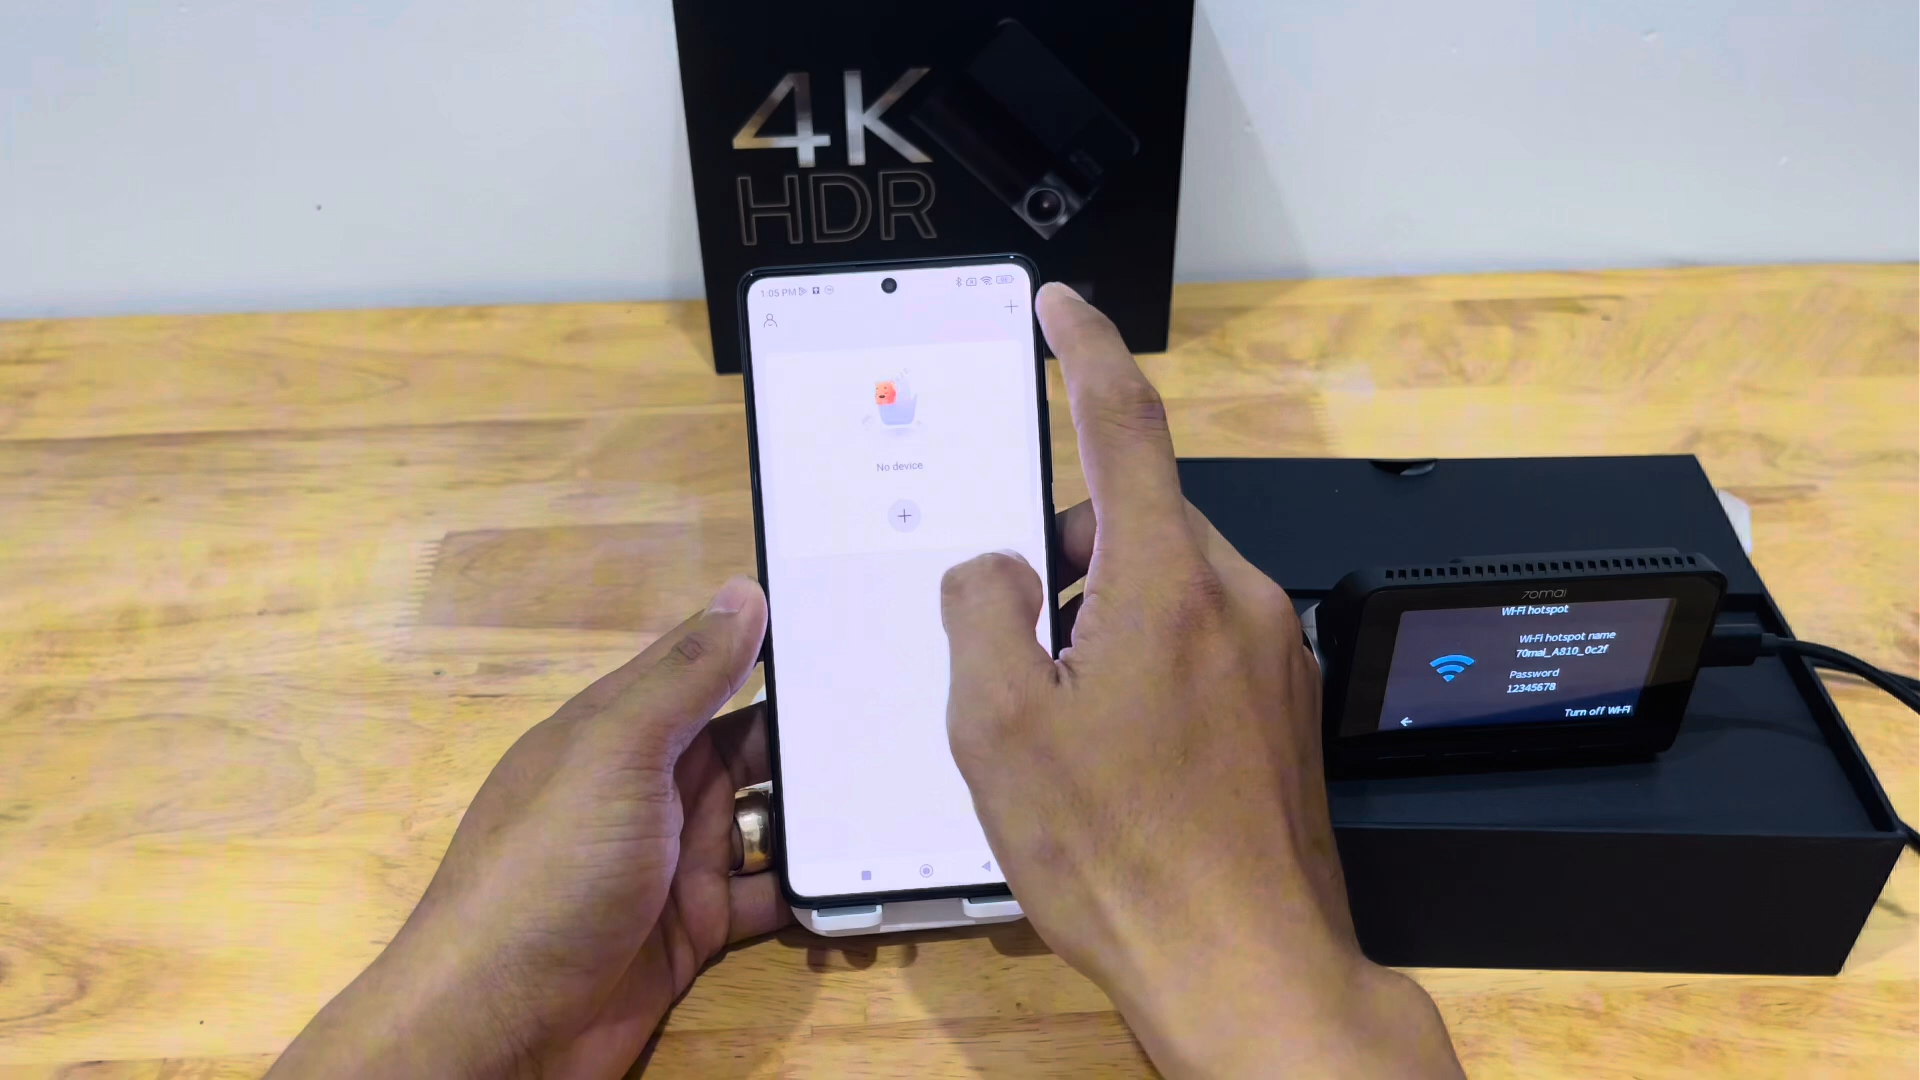 4K
HDR
1:05 PM
No device
70mai
Wi-Fi hotspot
Wi-Fi hotspot name
70mai_A810_0c2f
Password
12345678
Turn off Wi-Fi